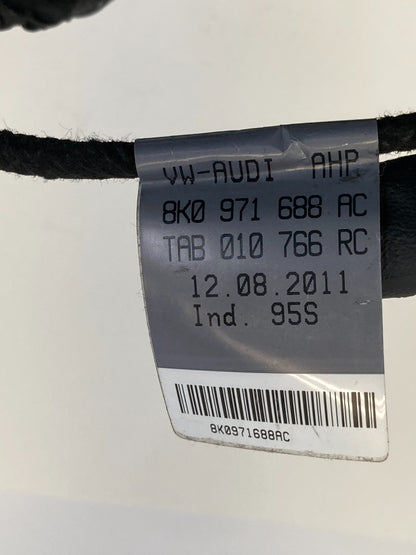 VW-AUDI AHP
8K0 971 688 AC
TAB 010 766 RC
12.08.2011
Ind. 95S
8K0971688AC